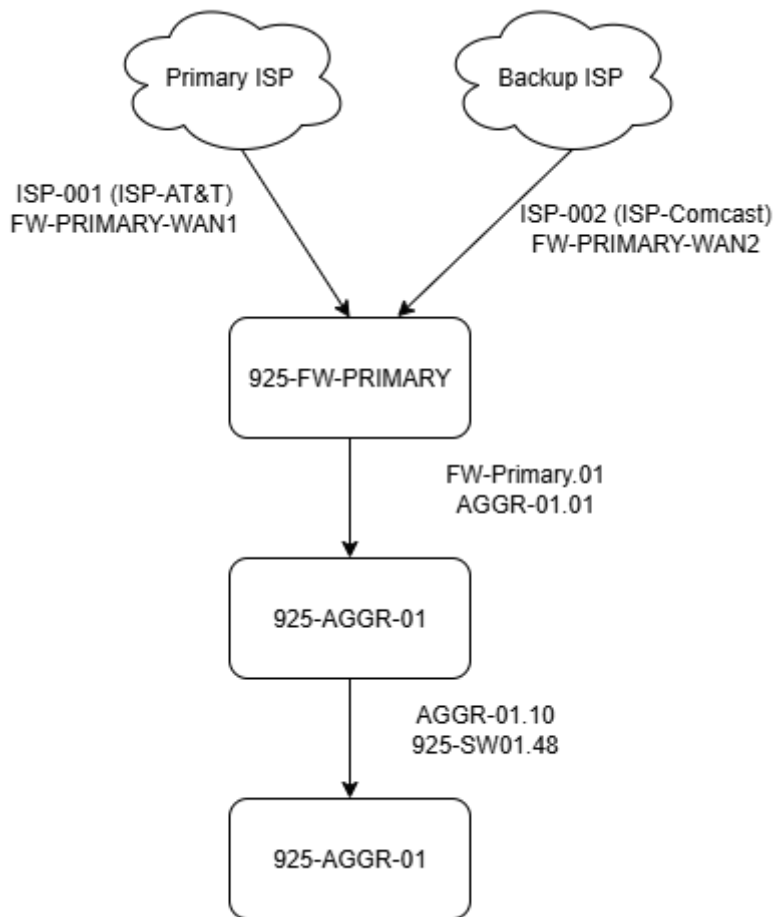 Primary ISP
Backup ISP
ISP-001 (ISP-AT&T)
FW-PRIMARY-WAN1
ISP-002 (ISP-Comcast)
FW-PRIMARY-WAN2
925-FW-PRIMARY
FW-Primary.01
AGGR-01.01
925-AGGR-01
AGGR-01.10
925-SW01.48
925-AGGR-01